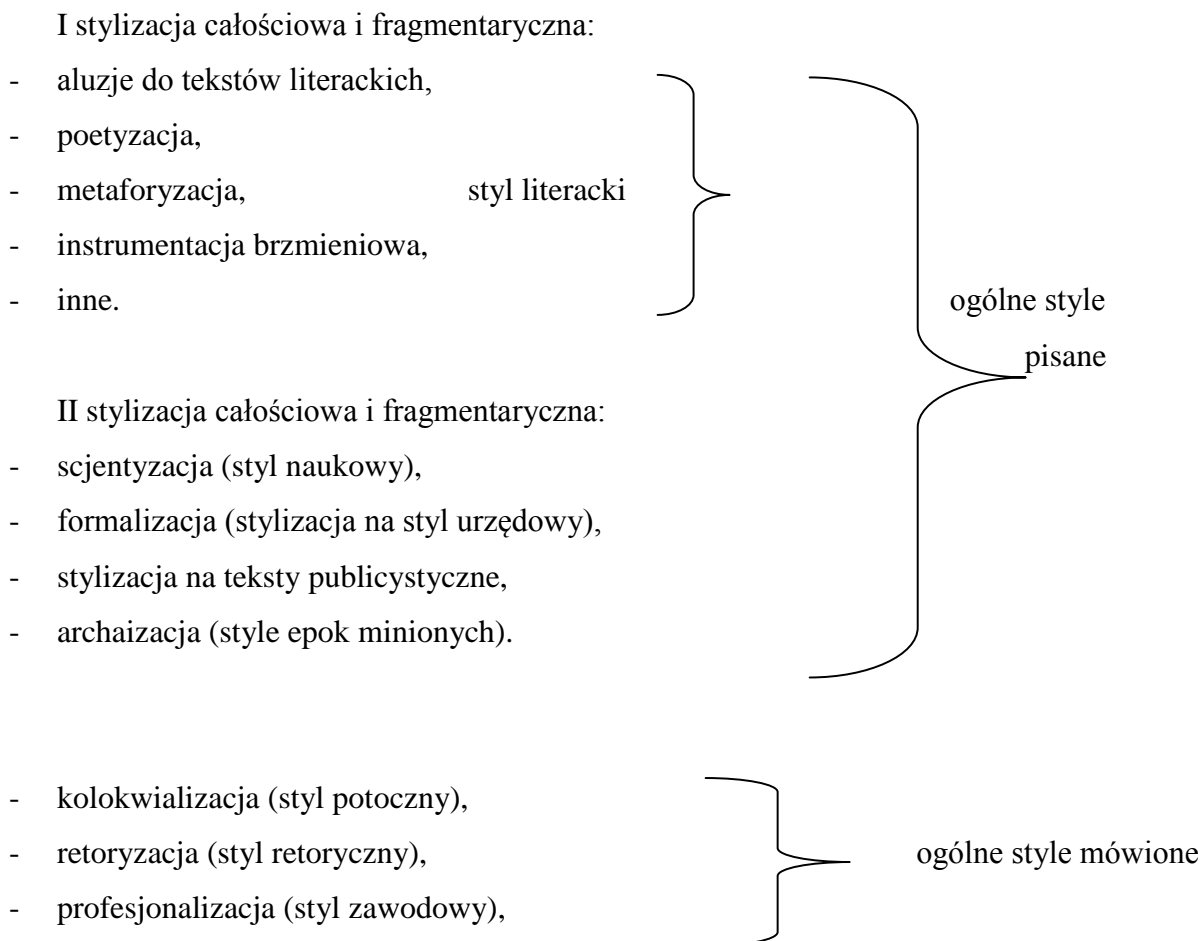 I stylizacja całościowa i fragmentaryczna:
- aluzje do tekstów literackich,
- poetyzacja,
- metaforyzacja, styl literacki
- instrumentacja brzmieniowa,
- inne. ogólne style
pisane
II stylizacja całościowa i fragmentaryczna:
- scjentyzacja (styl naukowy),
- formalizacja (stylizacja na styl urzędowy),
- stylizacja na teksty publicystyczne,
- archaizacja (style epok minionych).
- kolokwializacja (styl potoczny),
- retoryzacja (styl retoryczny), ogólne style mówione
- profesjonalizacja (styl zawodowy),